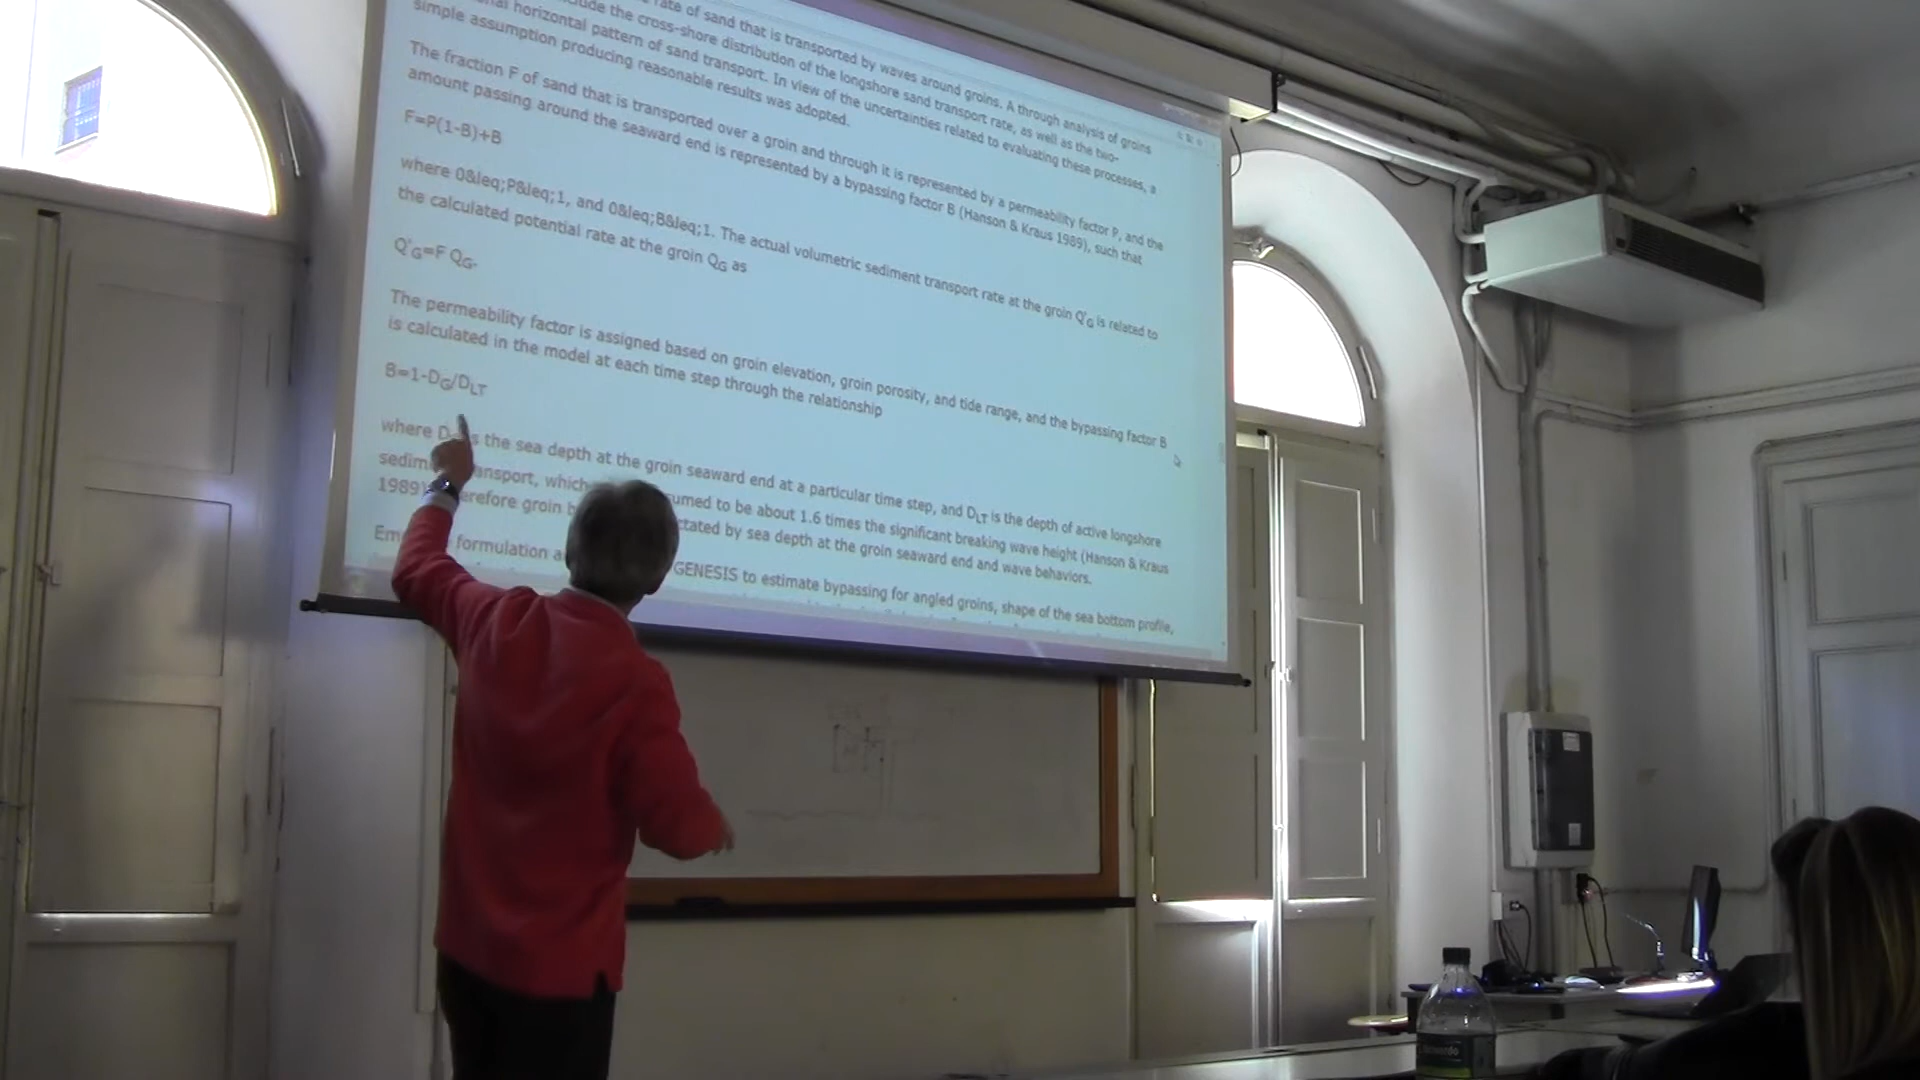 rate of sand that is transported by waves around groins. A through analysis of groins
clude the cross-shore distribution of the longshore sand transport rate, as well as the two-
nal horizontal pattern of sand transport. In view of the uncertainties related to evaluating these processes, a
simple assumption producing reasonable results was adopted.
The fraction F of sand that is transported over a groin and through it is represented by a permeability factor P, and the
amount passing around the seaward end is represented by a bypassing factor B (Hanson & Kraus 1989), such that
F=P(1-B)+B
where 0&leq;P&leq;1, and 0&leq;B&leq;1. The actual volumetric sediment transport rate at the groin Q'G is related to
the calculated potential rate at the groin QG as
Q'G=F QG.
The permeability factor is assigned based on groin elevation, groin porosity, and tide range, and the bypassing factor B
is calculated in the model at each time step through the relationship
B=1-DG/DLT
where D is the sea depth at the groin seaward end at a particular time step, and DLT is the depth of active longshore
sedim ansport, which umed to be about 1.6 times the significant breaking wave height (Hanson & Kraus
1989) erefore groin b ctated by sea depth at the groin seaward end and wave behaviors.
Em formulation a GENESIS to estimate bypassing for angled groins, shape of the sea bottom profile,